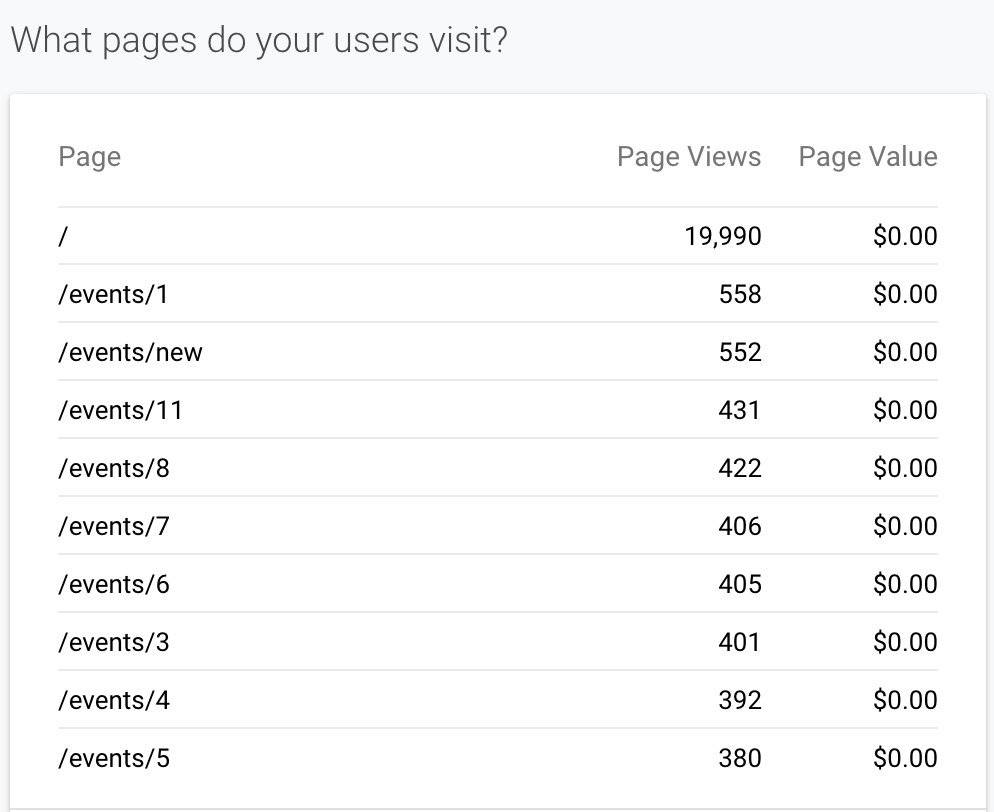 What pages do your users visit?
Page Page Views Page Value
/ 19,990 $0.00
/events/1 558 $0.00
/events/new 552 $0.00
/events/11 431 $0.00
/events/8 422 $0.00
/events/7 406 $0.00
/events/6 405 $0.00
/events/3 401 $0.00
/events/4 392 $0.00
/events/5 380 $0.00